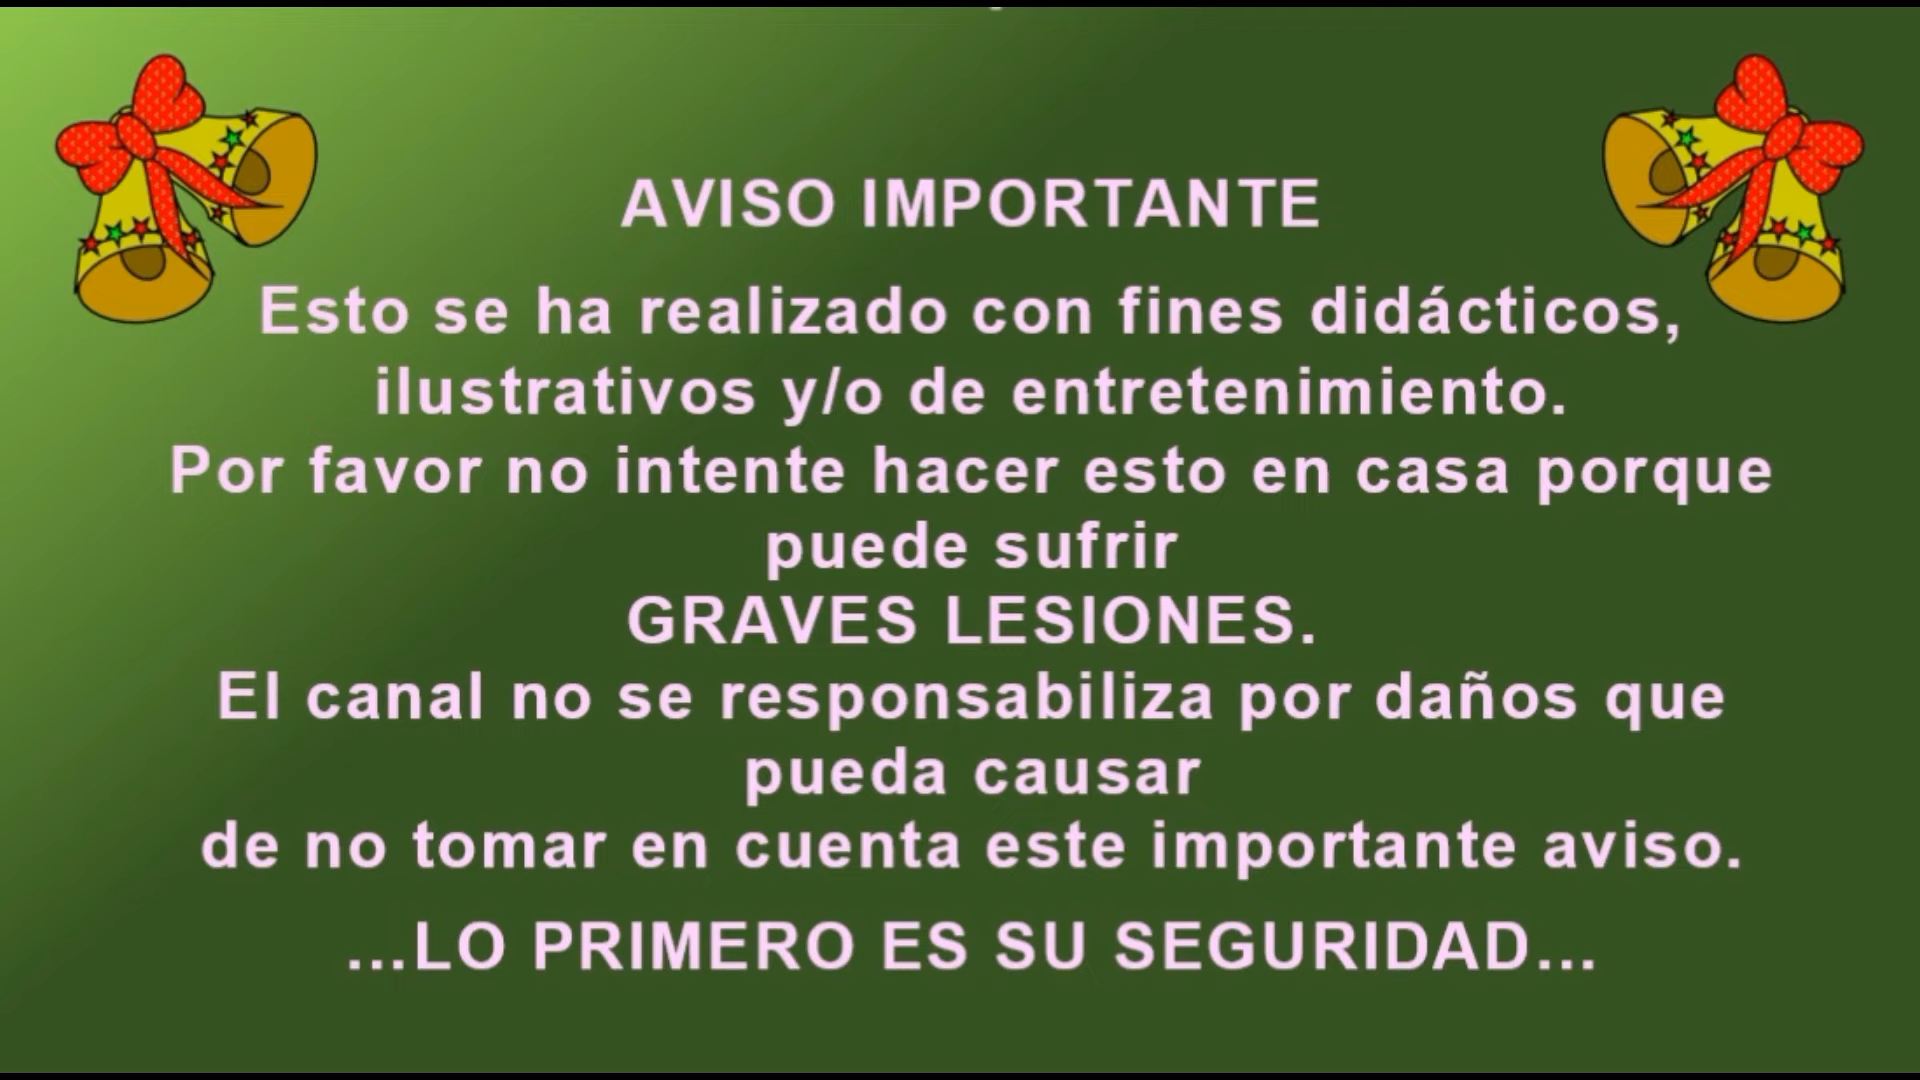 AVISO IMPORTANTE
Esto se ha realizado con fines didácticos,
ilustrativos y/o de entretenimiento.
Por favor no intente hacer esto en casa porque
puede sufrir
GRAVES LESIONES.
El canal no se responsabiliza por daños que
pueda causar
de no tomar en cuenta este importante aviso.
...LO PRIMERO ES SU SEGURIDAD...